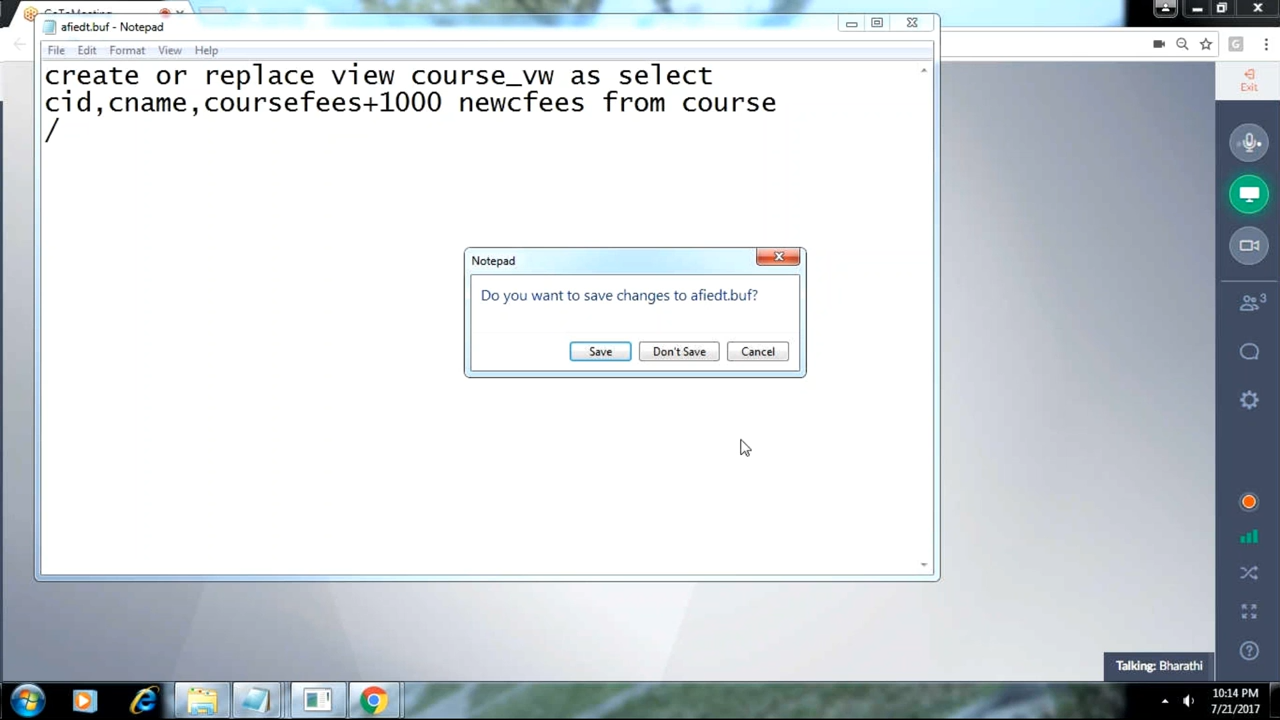 GoToMeeting
afiedt.buf - Notepad
File Edit Format View Help
create or replace view course_vw as select
cid,cname,coursefees+1000 newcfees from course
/
Exit
G
3
Notepad
Do you want to save changes to afiedt.buf?
Save Don't Save Cancel
Talking: Bharathi
10:14 PM
7/21/2017